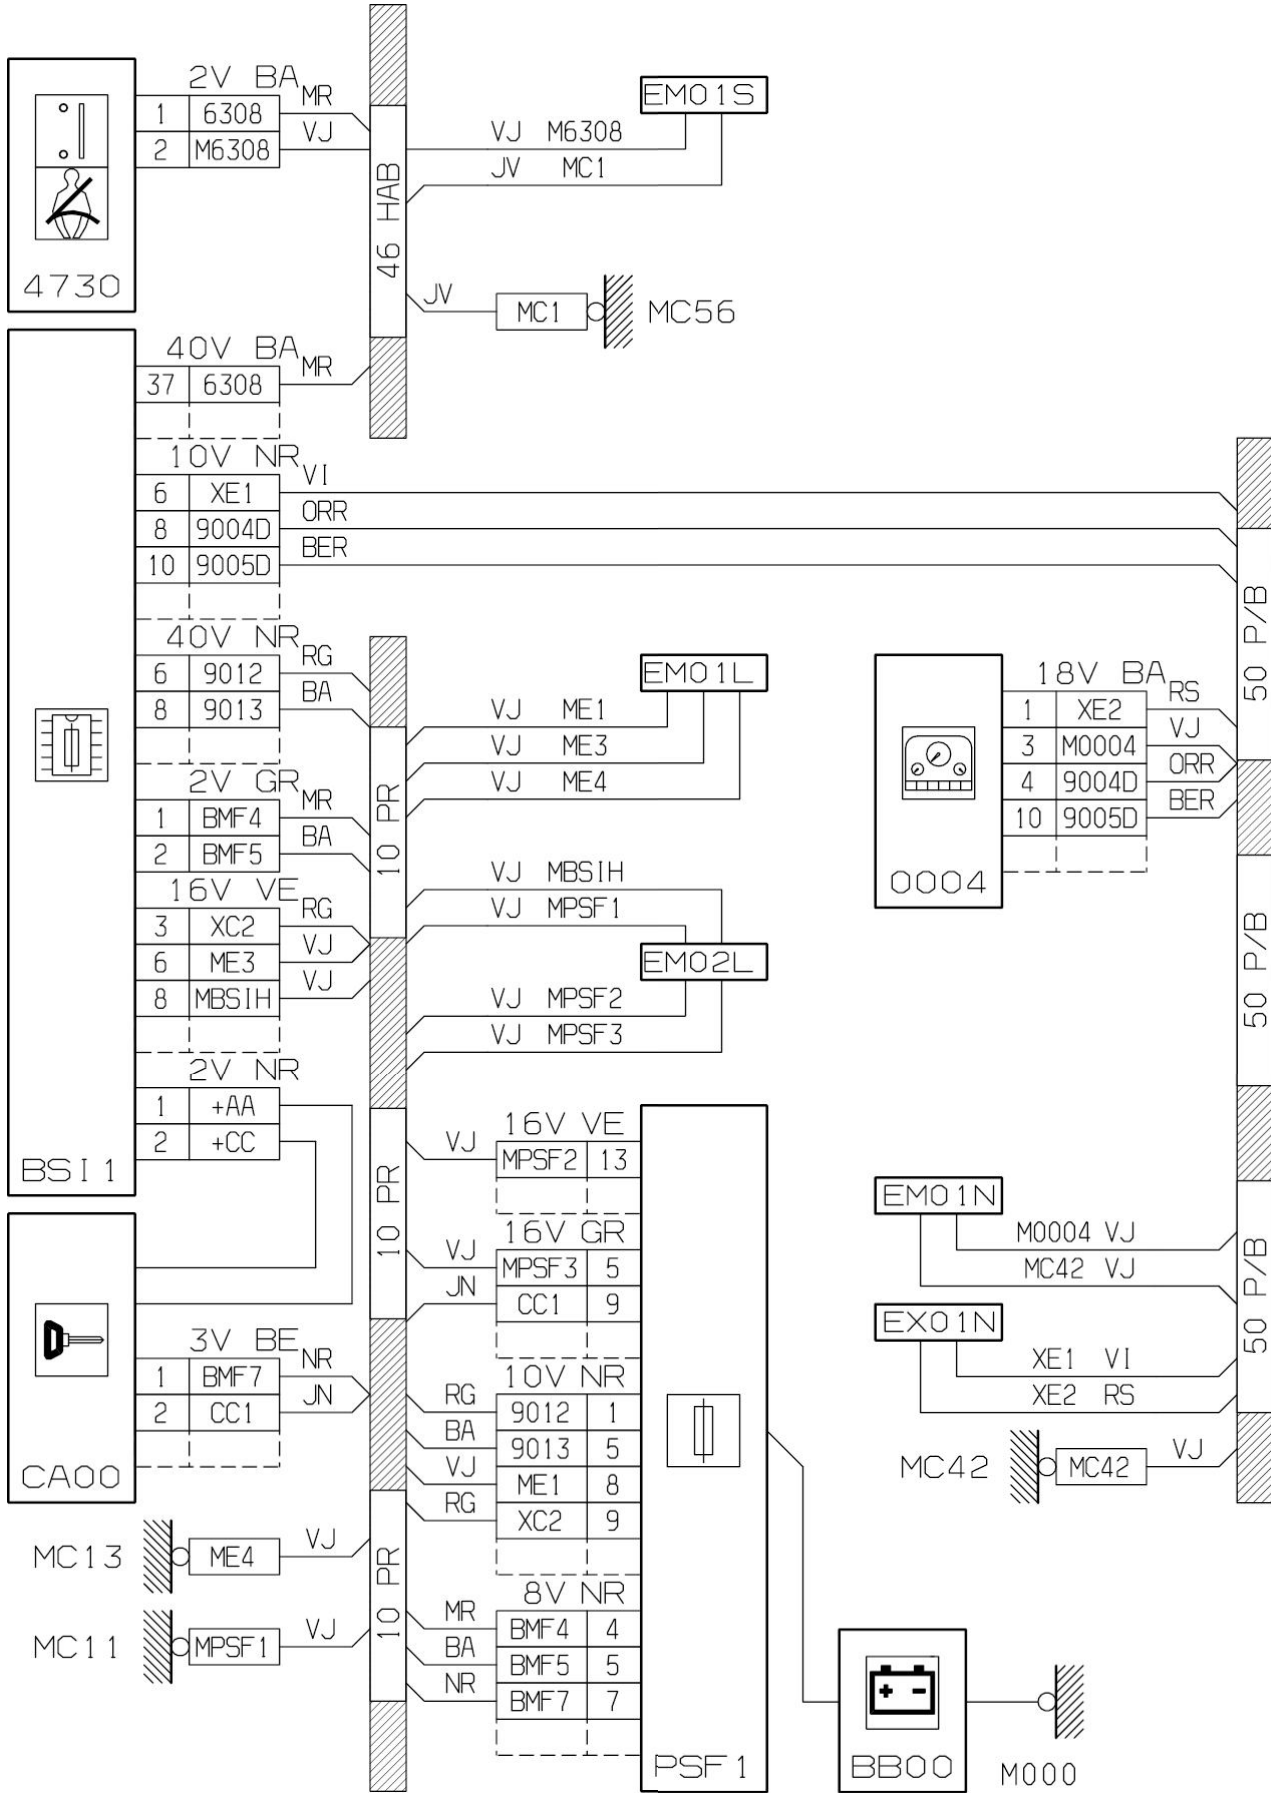 2V BA
1 6308 MR
2 M6308 VJ
4730
46 HAB
EM01S
VJ M6308
JV MC1
JV MC1 MC56
40V BA
37 6308 MR
10V NR
6 XE1 VI
8 9004D ORR
10 9005D BER
40V NR
6 9012 RG
8 9013 BA
2V GR
1 BMF4 MR
2 BMF5 BA
16V VE
3 XC2 RG
6 ME3 VJ
8 MBSIH VJ
2V NR
1 +AA
2 +CC
BSI1
3V BE
1 BMF7 NR
2 CC1 JN
CA00
MC13 ME4 VJ
MC11 MPSF1 VJ
10 PR
10 PR
10 PR
EM01L
VJ ME1
VJ ME3
VJ ME4
VJ MBSIH
VJ MPSF1
EM02L
VJ MPSF2
VJ MPSF3
16V VE
VJ MPSF2 13
16V GR
VJ MPSF3 5
JN CC1 9
10V NR
RG 9012 1
BA 9013 5
VJ ME1 8
RG XC2 9
8V NR
MR BMF4 4
BA BMF5 5
NR BMF7 7
PSF1
BB00
M000
18V BA
1 XE2 RS
3 M0004 VJ
4 9004D ORR
10 9005D BER
0004
50 P/B
50 P/B
50 P/B
EM01N
M0004 VJ
MC42 VJ
EX01N
XE1 VI
XE2 RS
MC42 MC42 VJ